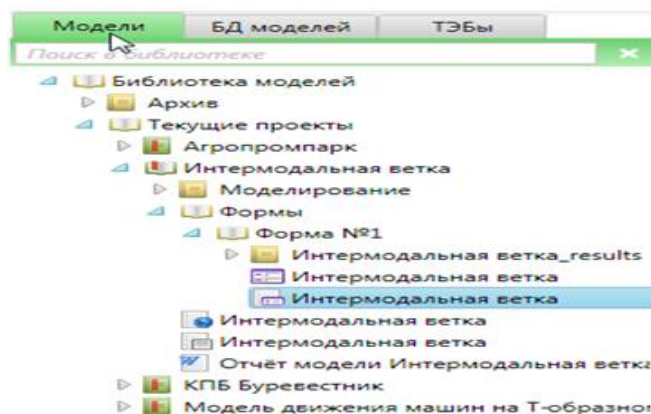 Модели БД моделей ТЭБы
Поиск в библиотеке
Библиотека моделей
Архив
Текущие проекты
Агропромпарк
Интермодальная ветка
Моделирование
Формы
Форма №1
Интермодальная ветка_results
Интермодальная ветка
Интермодальная ветка
Интермодальная ветка
Интермодальная ветка
Отчёт модели Интермодальная ветка
КПБ Буревестник
Модель движения машин на Т-образном